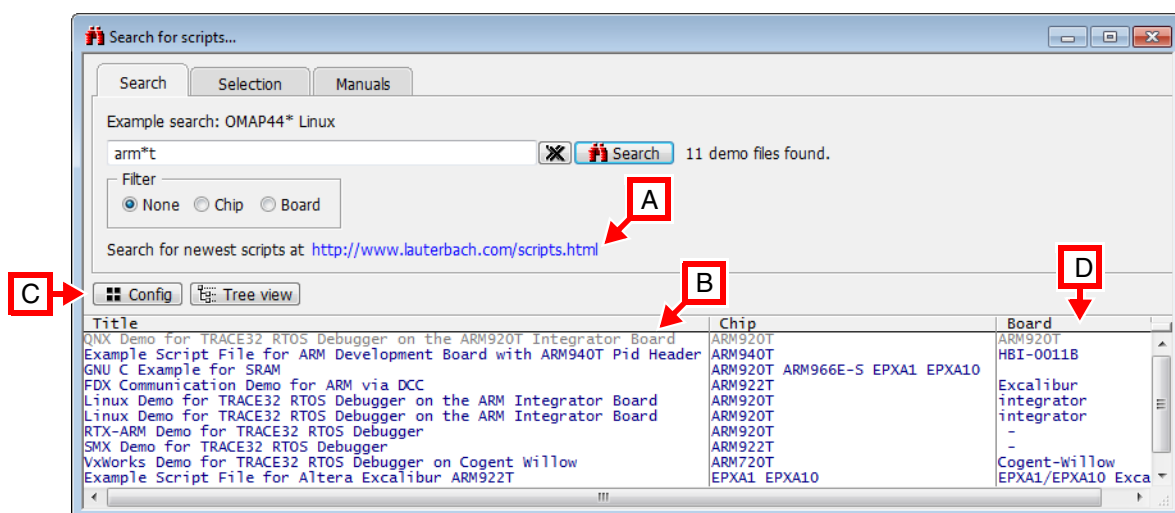 Search for scripts...
Search Selection Manuals
Example search: OMAP44* Linux
arm*t Search 11 demo files found.
Filter
None Chip Board
A
Search for newest scripts at http://www.lauterbach.com/scripts.html
D
B
C Config Tree view
Title Chip Board
QNX Demo for TRACE32 RTOS Debugger on the ARM920T Integrator Board ARM920T ARM920T
Example Script File for ARM Development Board with ARM940T Pid Header ARM940T HBI-0011B
GNU C Example for SRAM ARM920T ARM966E-S EPXA1 EPXA10
FDX Communication Demo for ARM via DCC ARM922T Excalibur
Linux Demo for TRACE32 RTOS Debugger on the ARM Integrator Board ARM920T integrator
Linux Demo for TRACE32 RTOS Debugger on the ARM Integrator Board ARM920T integrator
RTX-ARM Demo for TRACE32 RTOS Debugger ARM920T -
SMX Demo for TRACE32 RTOS Debugger ARM922T -
VxWorks Demo for TRACE32 RTOS Debugger on Cogent Willow ARM720T Cogent-Willow
Example Script File for Altera Excalibur ARM922T EPXA1 EPXA10 EPXA1/EPXA10 Exca